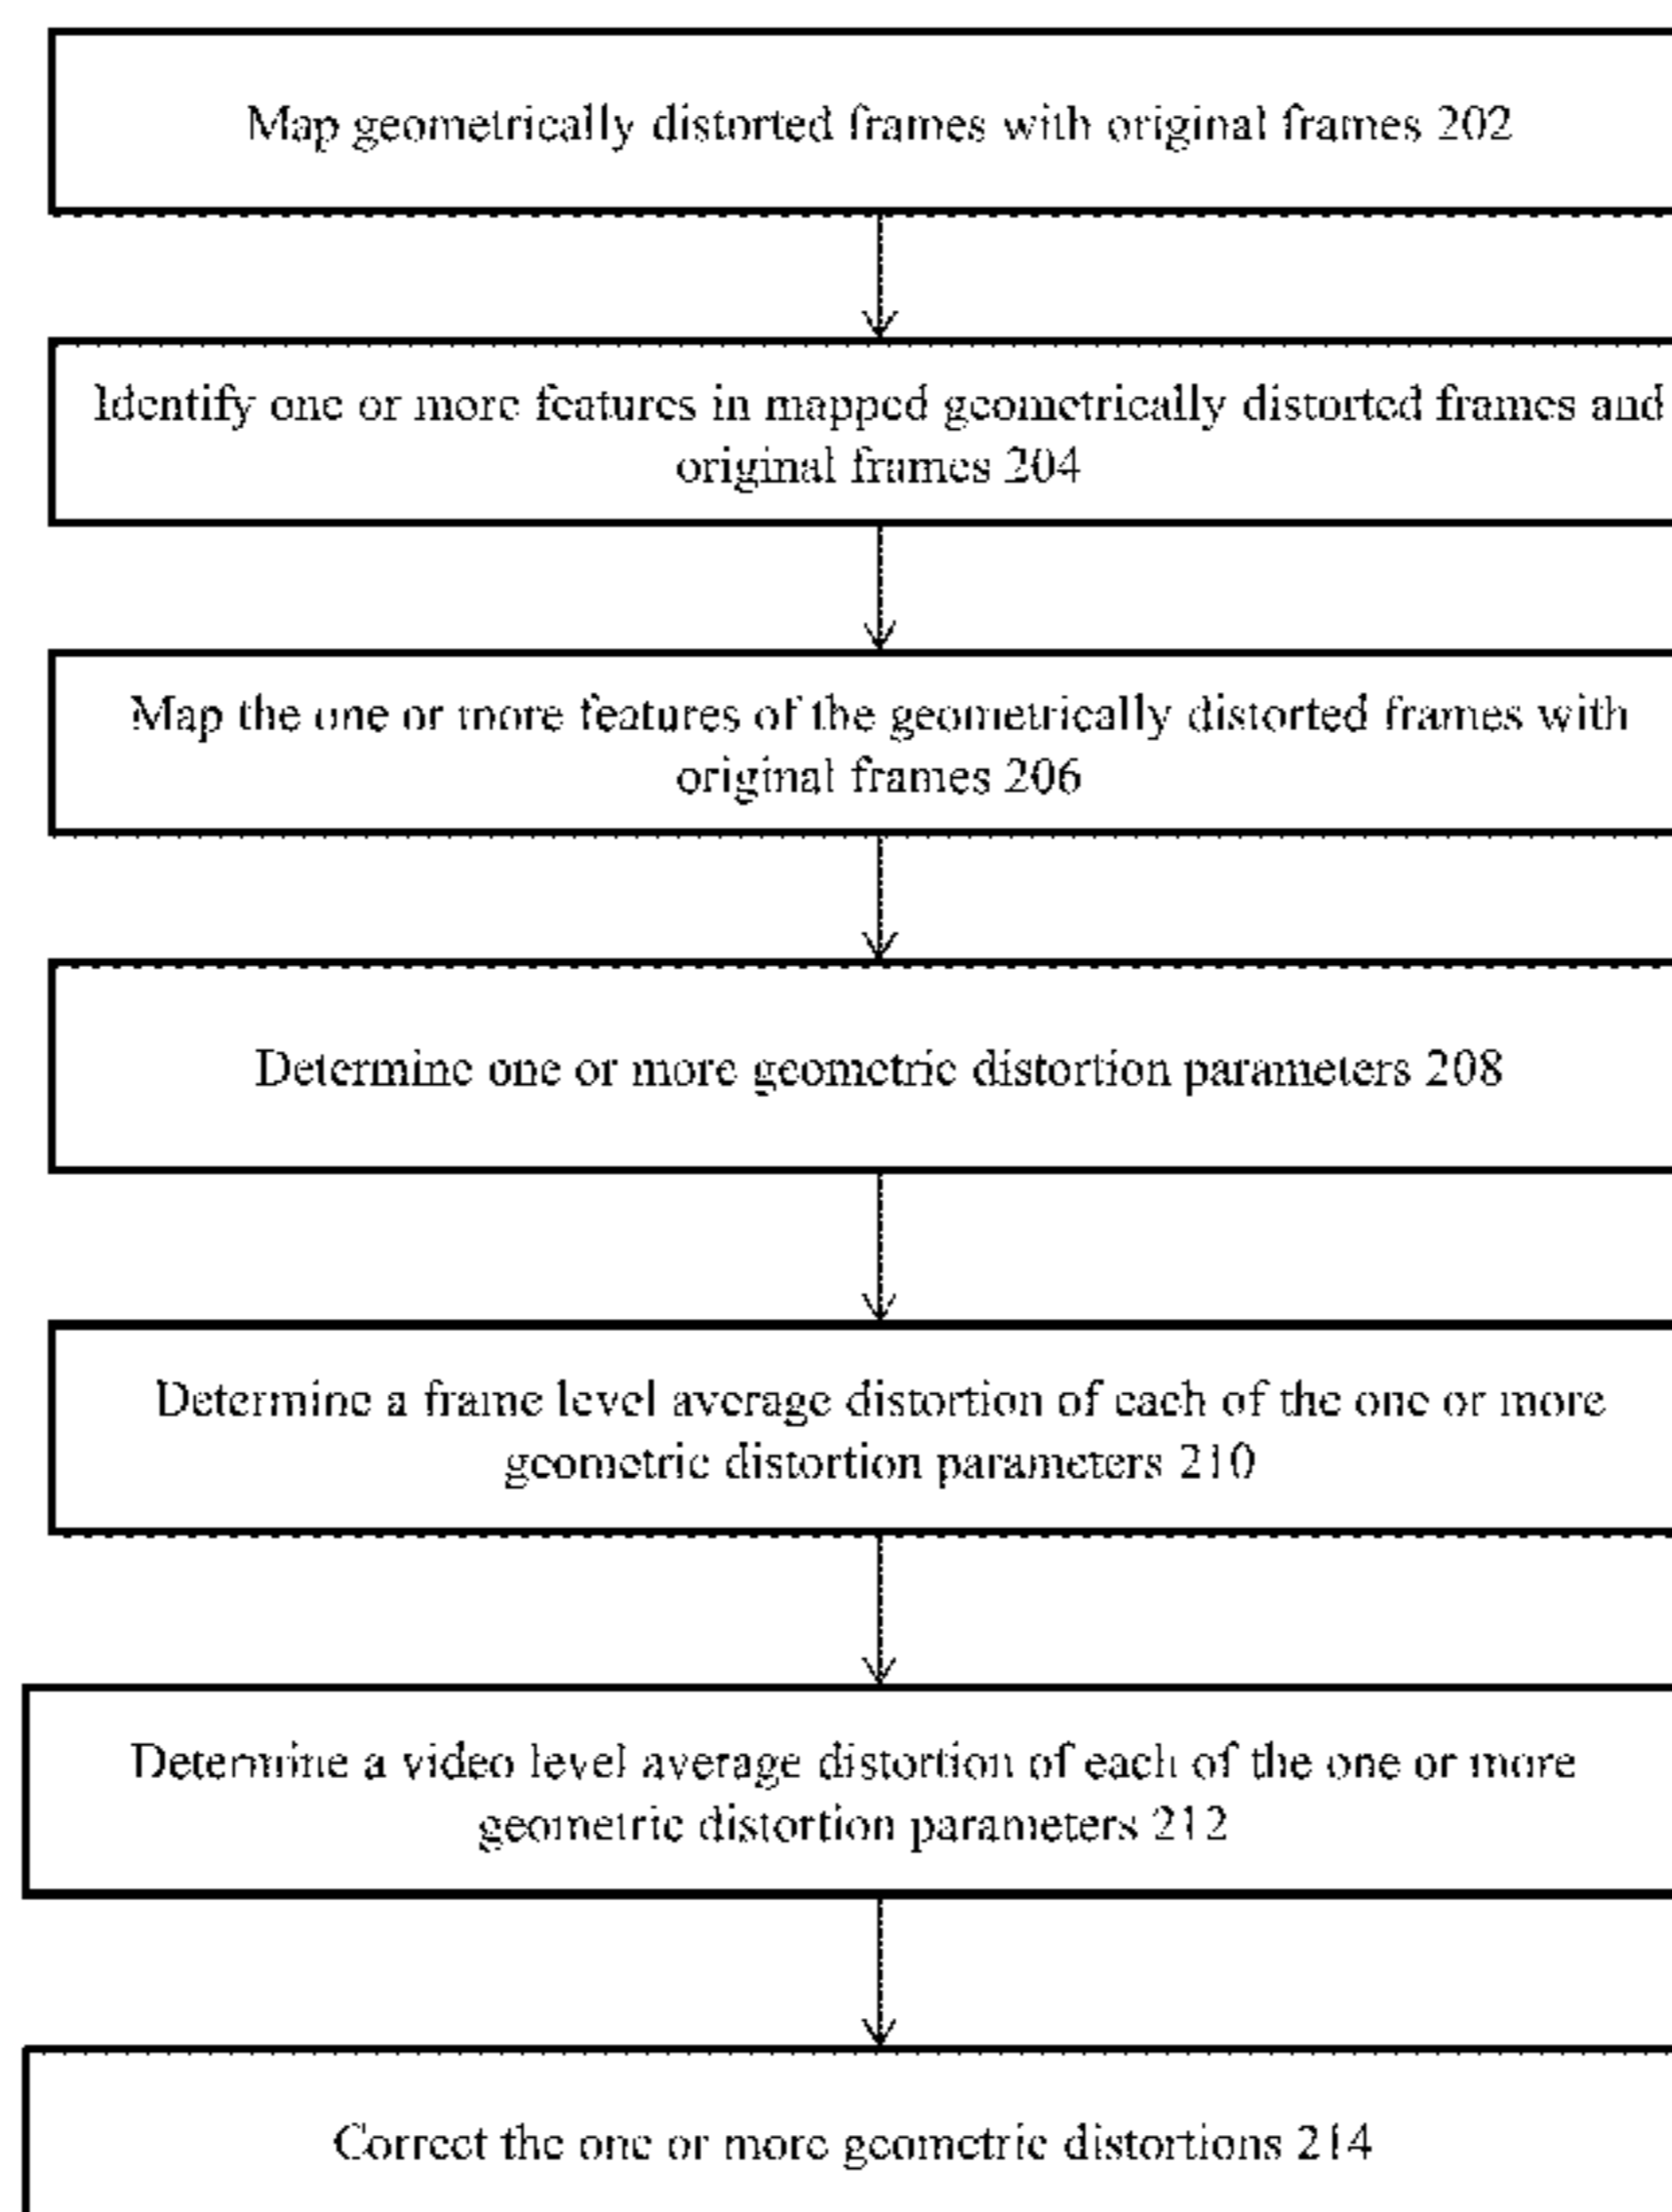 Map geometrically distorted frames with original frames 202
Identify one or more features in mapped geometrically distorted frames and
original frames 204
Map the one or more features of the geometrically distorted frames with
original frames 206
Determine one or more geometric distortion parameters 208
Determine a frame level average distortion of each of the one or more
geometric distortion parameters 210
Determine a video level average distortion of each of the one or more
geometric distortion parameters 212
Correct the one or more geometric distortions 214